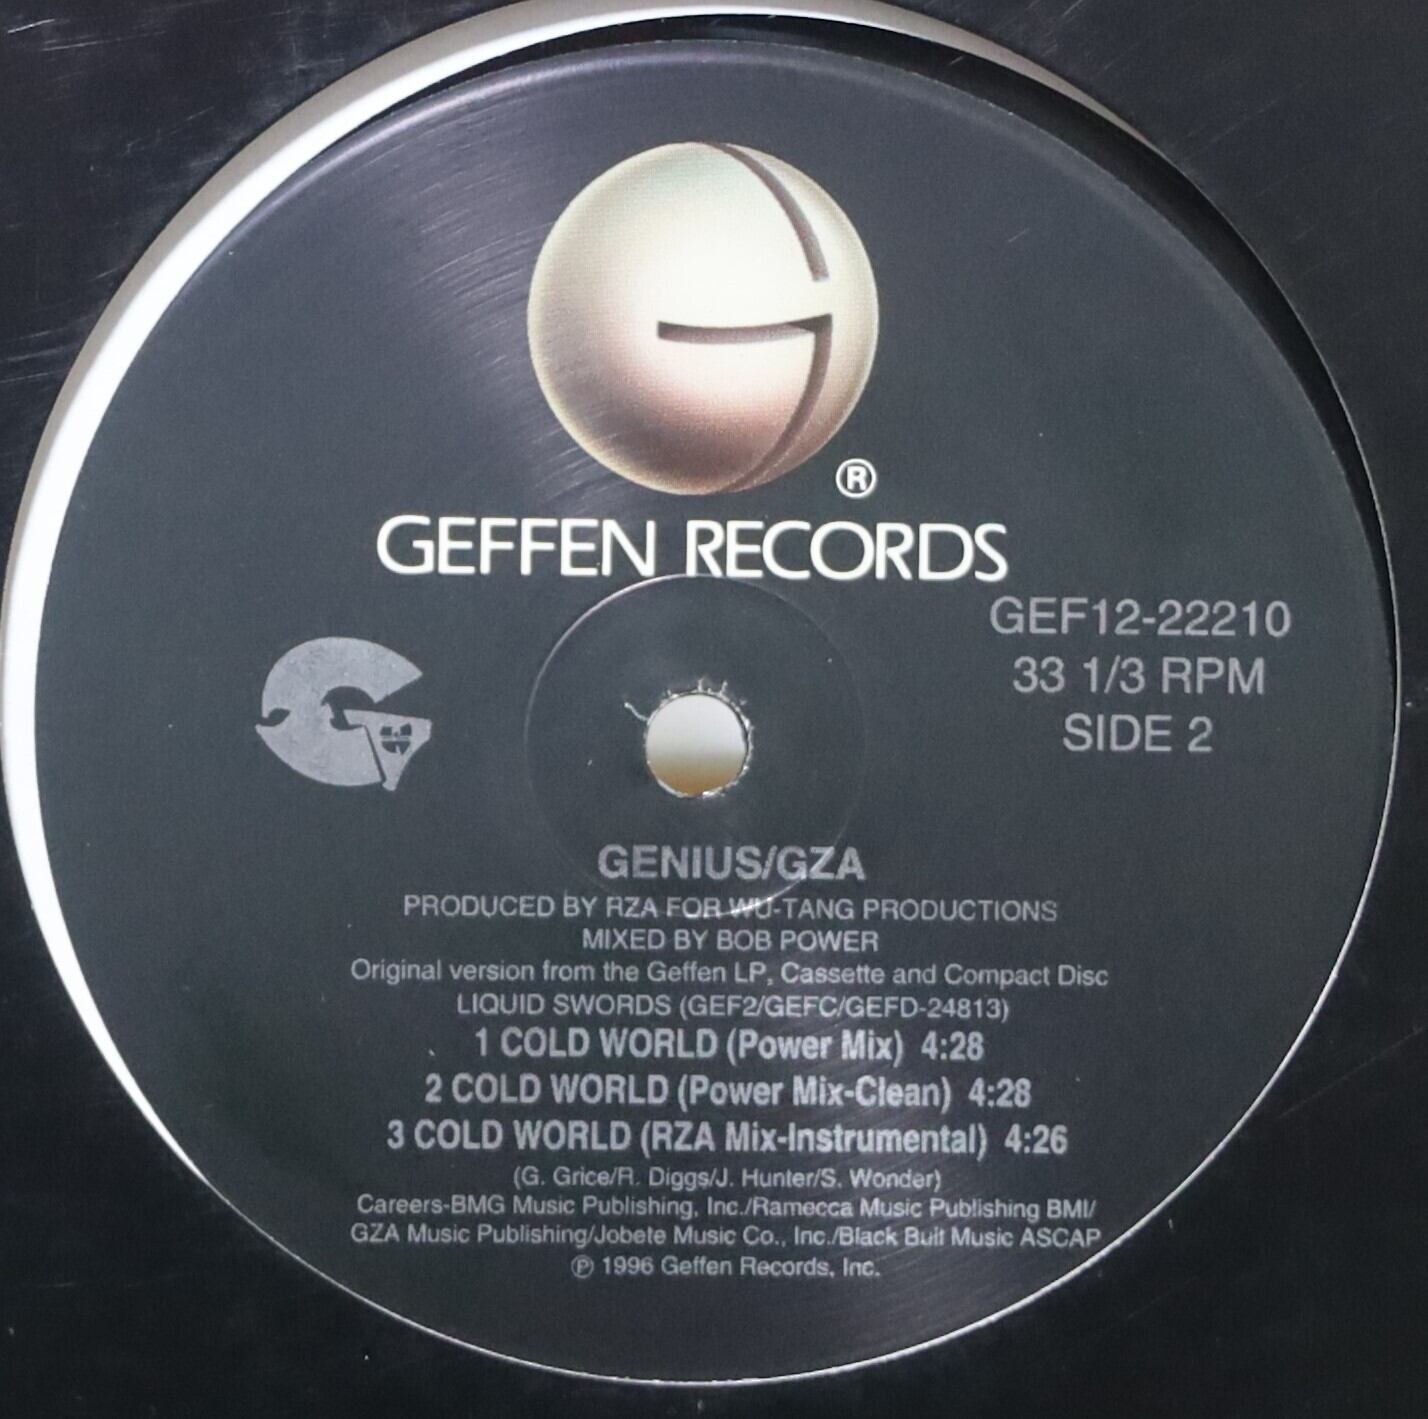 ®
GEFFEN RECORDS
GEF12-22210
33 1/3 RPM
SIDE 2
GENIUS/GZA
PRODUCED BY RZA FOR WU-TANG PRODUCTIONS
MIXED BY BOB POWER
Original version from the Geffen LP, Cassette and Compact Disc
LIQUID SWORDS (GEF2/GEFC/GEFD-24813)
1 COLD WORLD (Power Mix) 4:28
2 COLD WORLD (Power Mix-Clean) 4:28
3 COLD WORLD (RZA Mix-Instrumental) 4:26
(G. Grice/R. Diggs/J. Hunter/S. Wonder)
Careers-BMG Music Publishing, Inc./Ramecca Music Publishing BMI/
GZA Music Publishing/Jobete Music Co., Inc./Black Bull Music ASCAP
℗ 1996 Geffen Records, Inc.